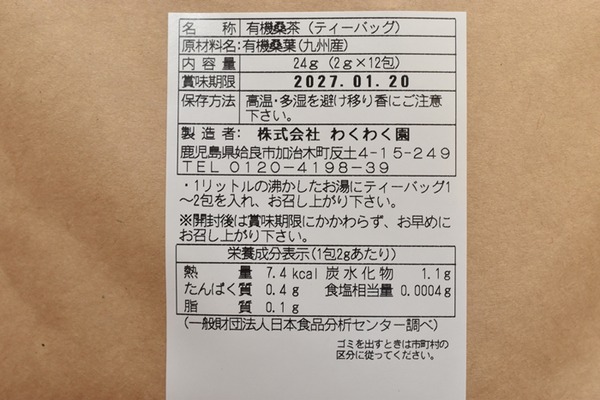 名称 有機桑茶（ティーバッグ）
原材料名：有機桑葉（九州産）
内容量 24g（2g×12包）
賞味期限 2027.01.20
保存方法 高温・多湿を避け移り香にご注意
下さい。
製造者： 株式会社 わくわく園
鹿児島県姶良市加治木町反土4-15-249
TEL 0120-4198-39
・1リットルの沸かしたお湯にティーバッグ1
～2包を入れ、お召し上がり下さい。
※開封後は賞味期限にかかわらず、お早めに
お召し上がり下さい。
栄養成分表示（1包2gあたり）
熱量 7.4kcal 炭水化物 1.1g
たんぱく質 0.4g 食塩相当量 0.0004g
脂質 0.1g
（一般財団法人日本食品分析センター調べ）
ゴミを出すときは市町村の
区分に従ってください。